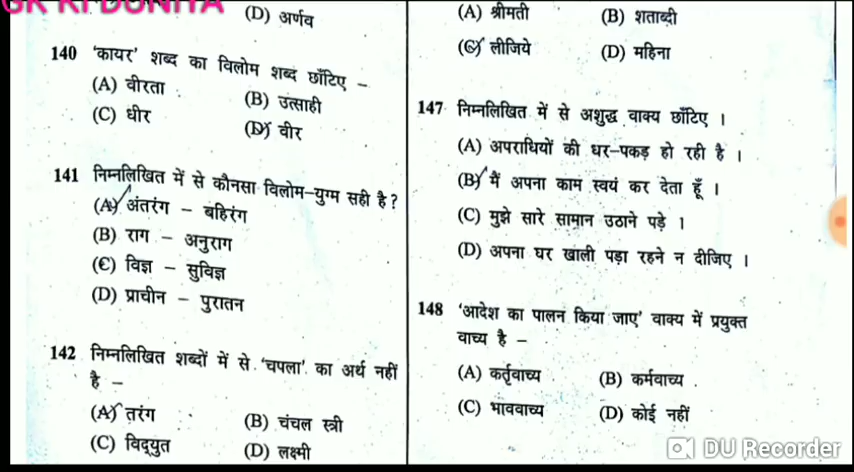 GK KI DUNIYA
(D) अर्णव
140 ‘कायर’ शब्द का विलोम शब्द छाँटिए –
(A) वीरता
(B) उत्साही
(C) धीर
(D) वीर
141 निम्नलिखित में से कौनसा विलोम-युग्म सही है ?
(A) अंतरंग – बहिरंग
(B) राग – अनुराग
(C) विज्ञ – सुविज्ञ
(D) प्राचीन – पुरातन
142 निम्नलिखित शब्दों में से ‘चपला’ का अर्थ नहीं
है –
(A) तरंग
(B) चंचल स्त्री
(C) विद्युत
(D) लक्ष्मी
(A) श्रीमती
(B) शताब्दी
(C) लीजिये
(D) महिना
147 निम्नलिखित में से अशुद्ध वाक्य छाँटिए ।
(A) अपराधियों की धर-पकड़ हो रही है ।
(B) मैं अपना काम स्वयं कर देता हूँ ।
(C) मुझे सारे सामान उठाने पड़े ।
(D) अपना घर खाली पड़ा रहने न दीजिए ।
148 ‘आदेश का पालन किया जाए’ वाक्य में प्रयुक्त
वाच्य है –
(A) कर्तृवाच्य
(B) कर्मवाच्य
(C) भाववाच्य
(D) कोई नहीं
DU Recorder